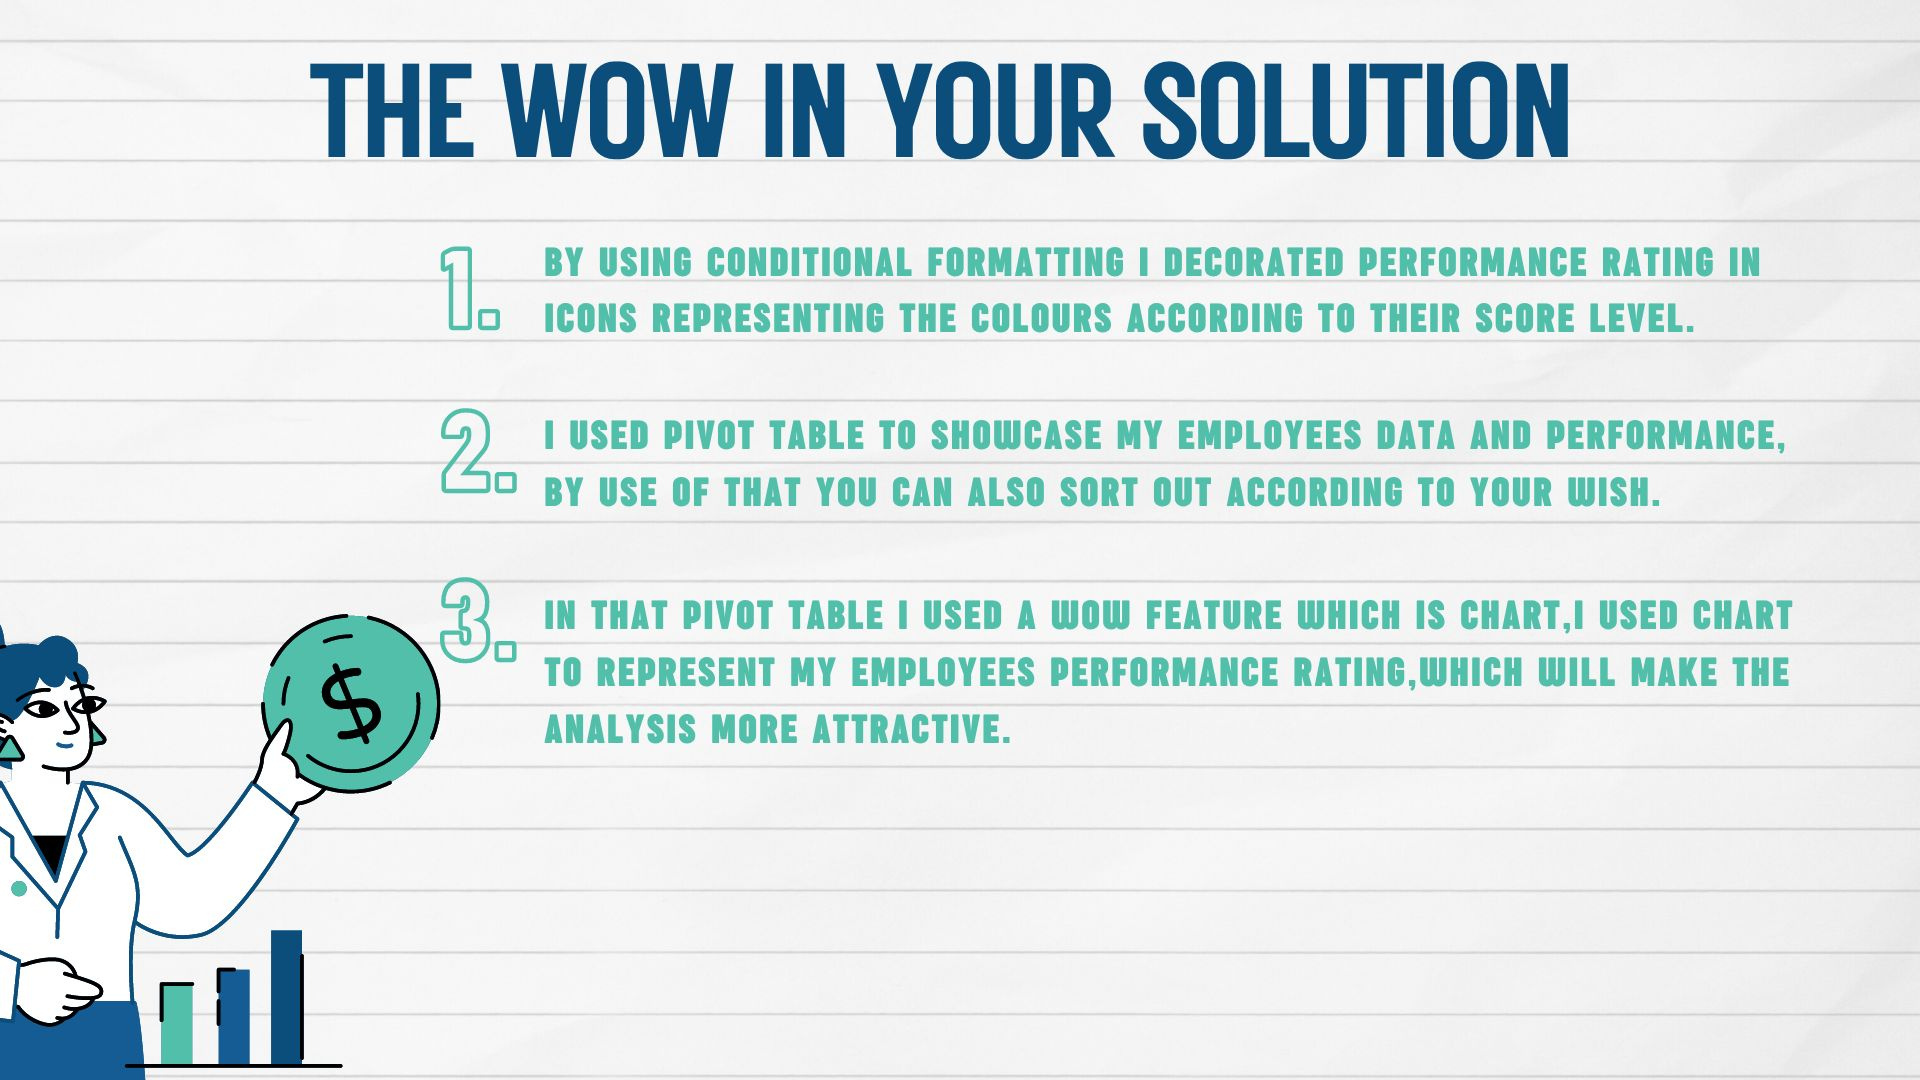 THE WOW IN YOUR SOLUTION
1. BY USING CONDITIONAL FORMATTING I DECORATED PERFORMANCE RATING IN
ICONS REPRESENTING THE COLOURS ACCORDING TO THEIR SCORE LEVEL.
2. I USED PIVOT TABLE TO SHOWCASE MY EMPLOYEES DATA AND PERFORMANCE,
BY USE OF THAT YOU CAN ALSO SORT OUT ACCORDING TO YOUR WISH.
3. IN THAT PIVOT TABLE I USED A WOW FEATURE WHICH IS CHART,I USED CHART
TO REPRESENT MY EMPLOYEES PERFORMANCE RATING,WHICH WILL MAKE THE
ANALYSIS MORE ATTRACTIVE.
$